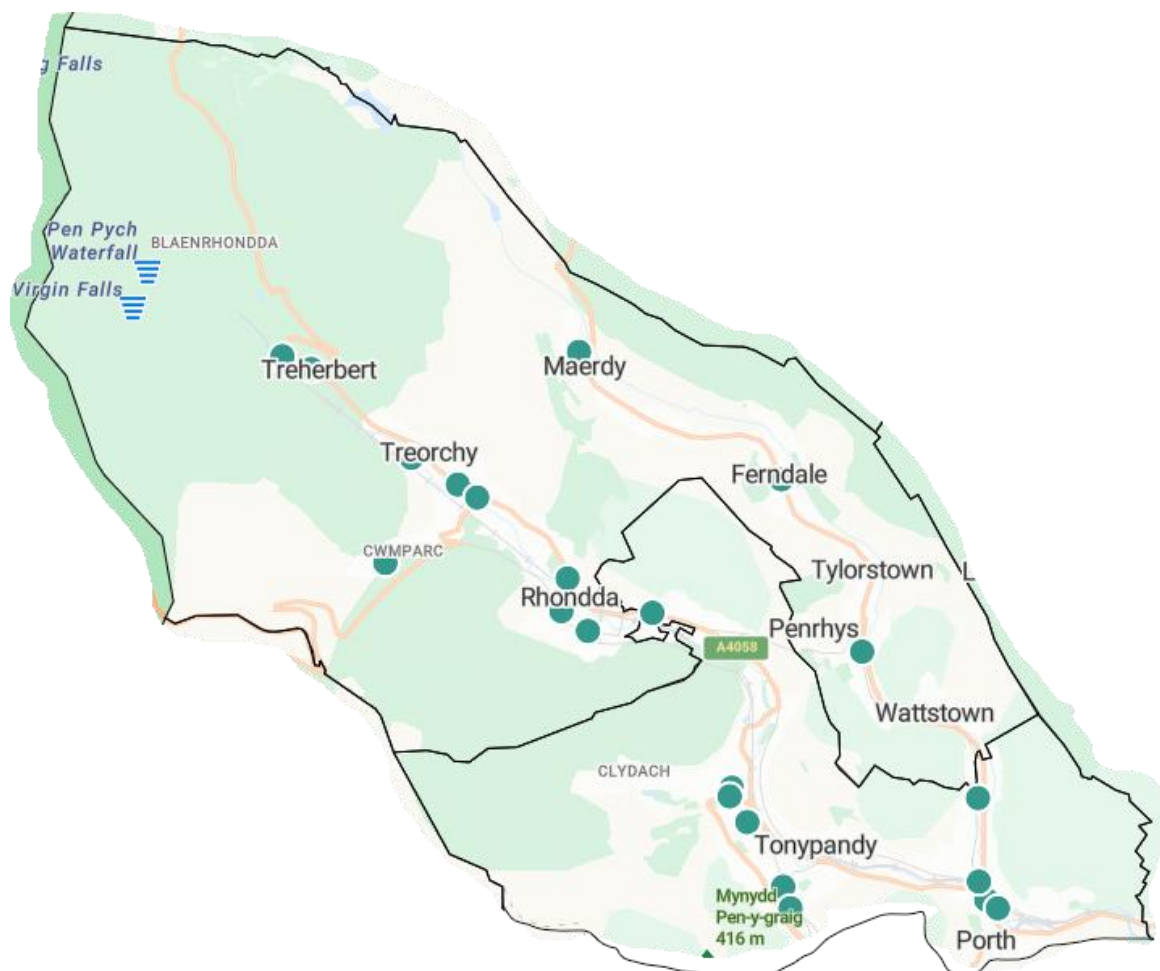 g Falls
Pen Pych
Waterfall
BLAENRHONDDA
Virgin Falls
Treherbert
Maerdy
Treorchy
Ferndale
CWMPARC
Tylorstown
L
Rhondda
Penrhys
A4058
Wattstown
CLYDACH
Tonypandy
Mynydd
Pen-y-graig
416 m
Porth